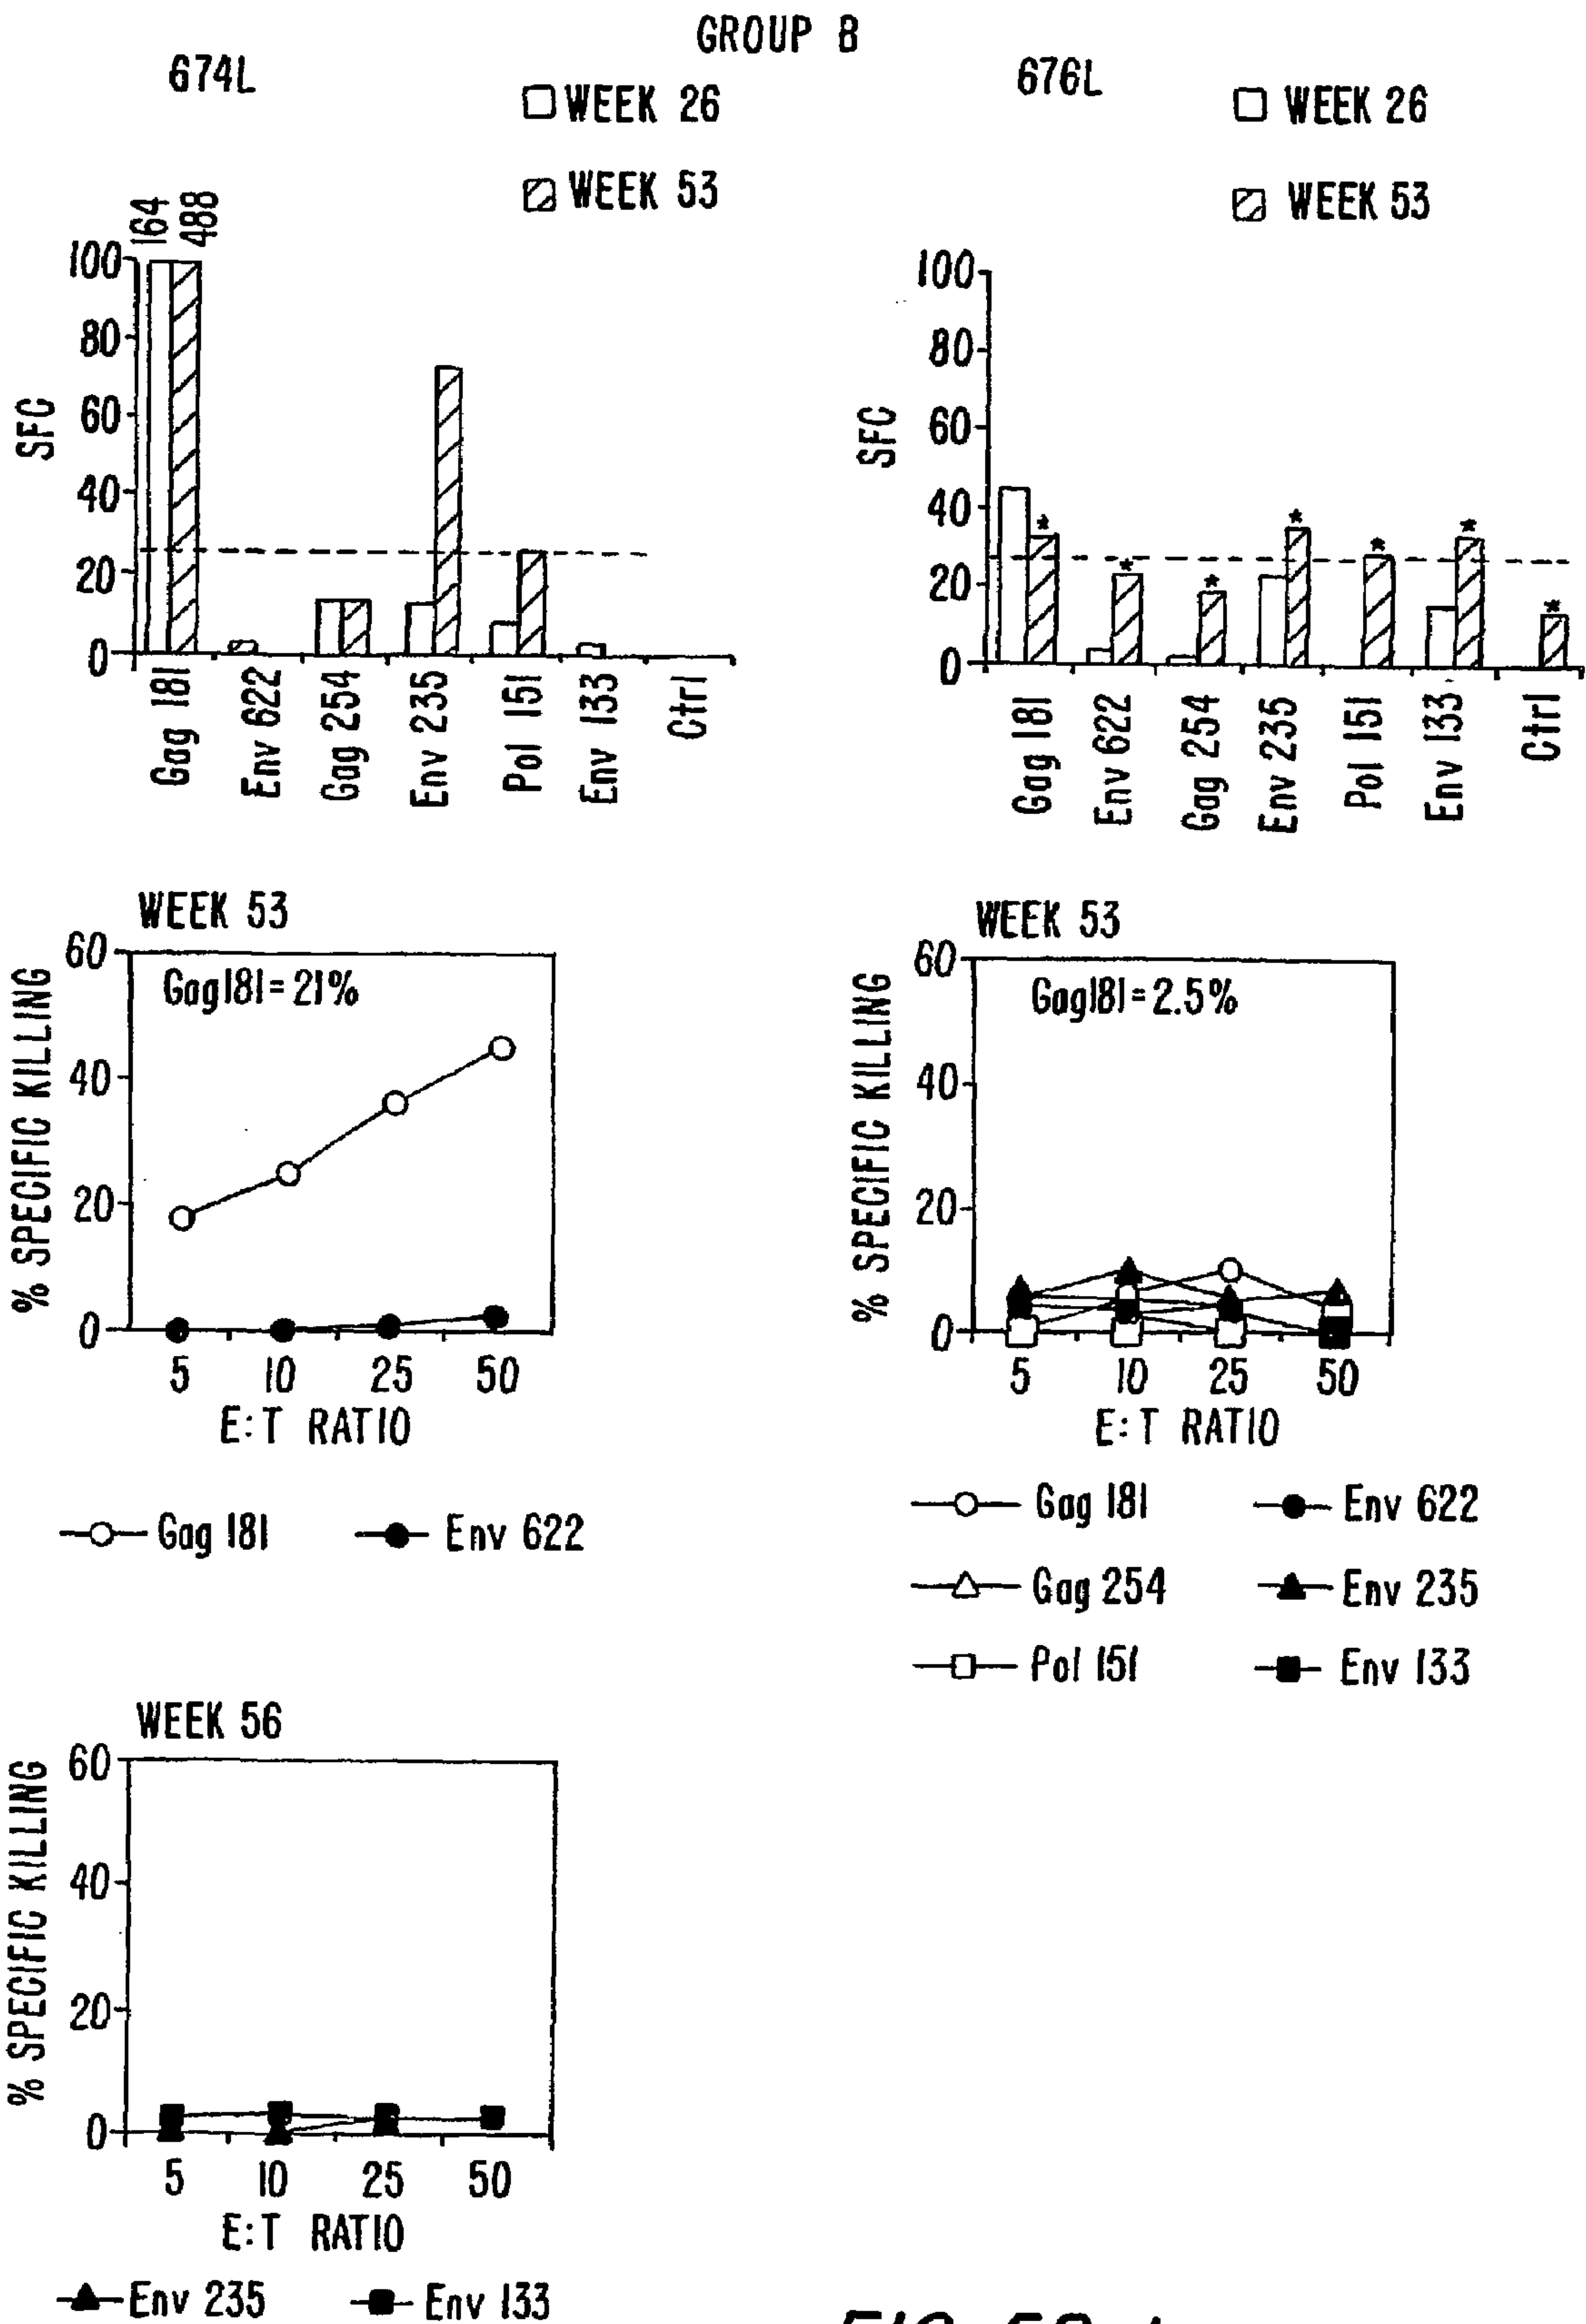 GROUP 8
674L
WEEK 26
WEEK 53
676L
WEEK 26
WEEK 53
164
488
SFC
100
80
60
40
20
0
Gag 181
Env 622
Gag 254
Env 235
Pol 151
Env 133
Ctrl
SFC
100
80
60
40
20
0
*
*
*
*
*
*
*
Gag 181
Env 622
Gag 254
Env 235
Pol 151
Env 133
Ctrl
WEEK 53
% SPECIFIC KILLING
60
40
20
0
Gag181=21%
5 10 25 50
E:T RATIO
Gag 181
Env 622
WEEK 53
% SPECIFIC KILLING
60
40
20
0
Gag181=2.5%
5 10 25 50
E:T RATIO
Gag 181
Env 622
Gag 254
Env 235
Pol 151
Env 133
WEEK 56
% SPECIFIC KILLING
60
40
20
0
5 10 25 50
E:T RATIO
Env 235
Env 133